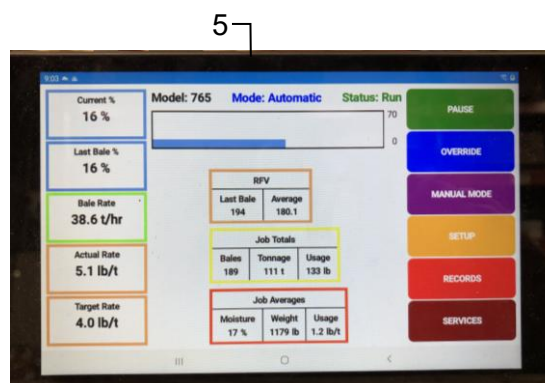 5
9:03
Model: 765 Mode: Automatic Status: Run
70
0
Current %
16 %
Last Bale %
16 %
Bale Rate
38.6 t/hr
Actual Rate
5.1 lb/t
Target Rate
4.0 lb/t
RFV
Last Bale Average
194 180.1
Job Totals
Bales Tonnage Usage
189 111 t 133 lb
Job Averages
Moisture Weight Usage
17 % 1179 lb 1.2 lb/t
PAUSE
OVERRIDE
MANUAL MODE
SETUP
RECORDS
SERVICES